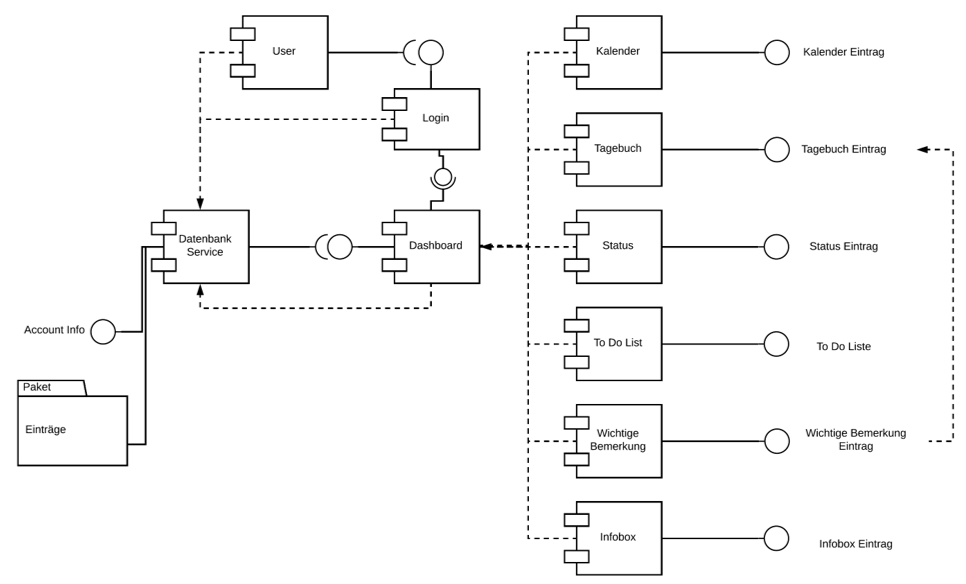 User
Kalender
Kalender Eintrag
Login
Tagebuch
Tagebuch Eintrag
Datenbank
Service
Dashboard
Status
Status Eintrag
Account Info
To Do List
To Do Liste
Paket
Einträge
Wichtige
Bemerkung
Wichtige Bemerkung
Eintrag
Infobox
Infobox Eintrag